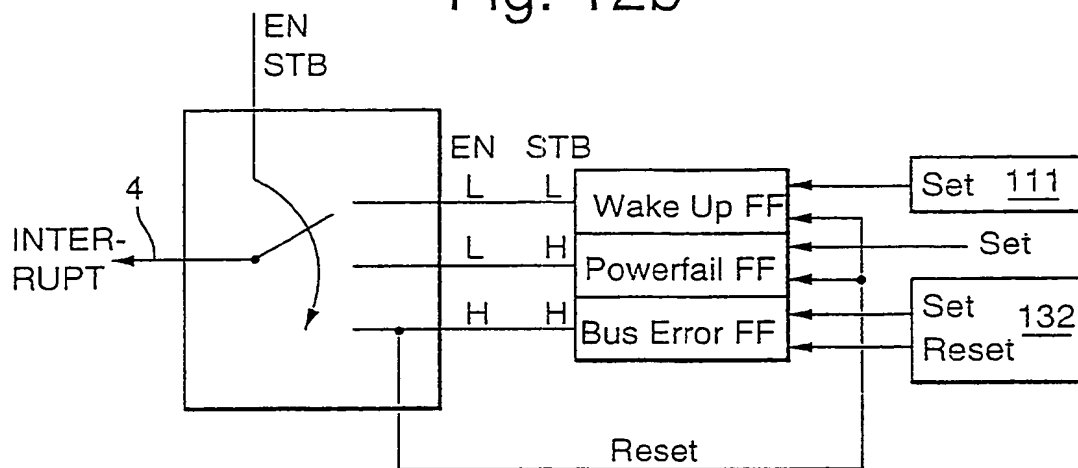 Fig. 12b
EN
STB
EN STB
4
INTER-
RUPT
L L
L H
H H
Wake Up FF
Powerfail FF
Bus Error FF
Set 111
Set
Set 132
Reset
Reset